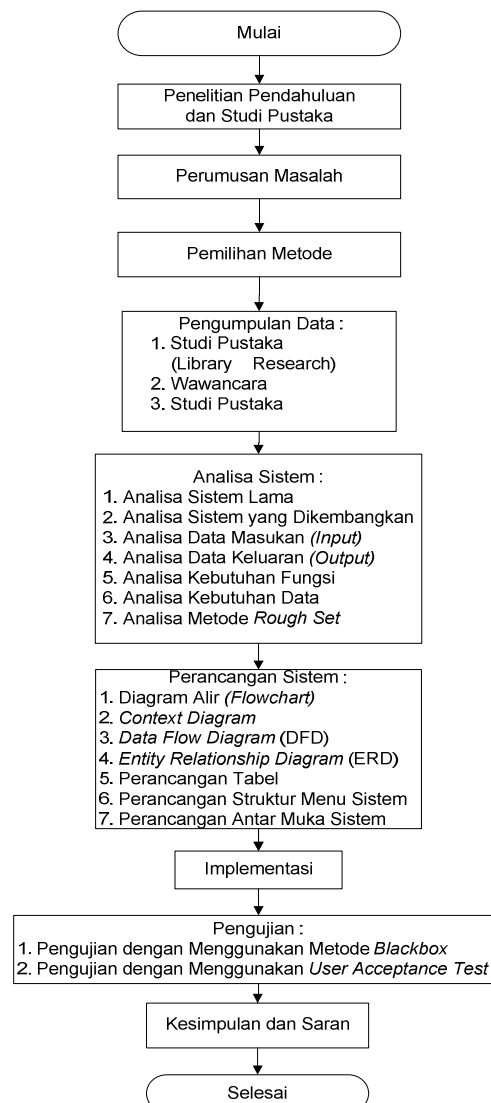 Mulai
Penelitian Pendahuluan
dan Studi Pustaka
Perumusan Masalah
Pemilihan Metode
Pengumpulan Data :
1. Studi Pustaka
(Library Research)
2. Wawancara
3. Studi Pustaka
Analisa Sistem :
1. Analisa Sistem Lama
2. Analisa Sistem yang Dikembangkan
3. Analisa Data Masukan (Input)
4. Analisa Data Keluaran (Output)
5. Analisa Kebutuhan Fungsi
6. Analisa Kebutuhan Data
7. Analisa Metode Rough Set
Perancangan Sistem :
1. Diagram Alir (Flowchart)
2. Context Diagram
3. Data Flow Diagram (DFD)
4. Entity Relationship Diagram (ERD)
5. Perancangan Tabel
6. Perancangan Struktur Menu Sistem
7. Perancangan Antar Muka Sistem
Implementasi
Pengujian :
1. Pengujian dengan Menggunakan Metode Blackbox
2. Pengujian dengan Menggunakan User Acceptance Test
Kesimpulan dan Saran
Selesai